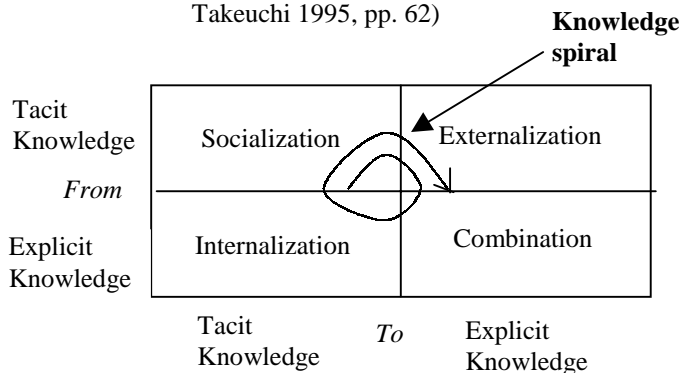 Takeuchi 1995, pp. 62)
Knowledge
spiral
Tacit
Knowledge
Socialization
Externalization
From
Explicit
Knowledge
Internalization
Combination
Tacit
Knowledge
To
Explicit
Knowledge